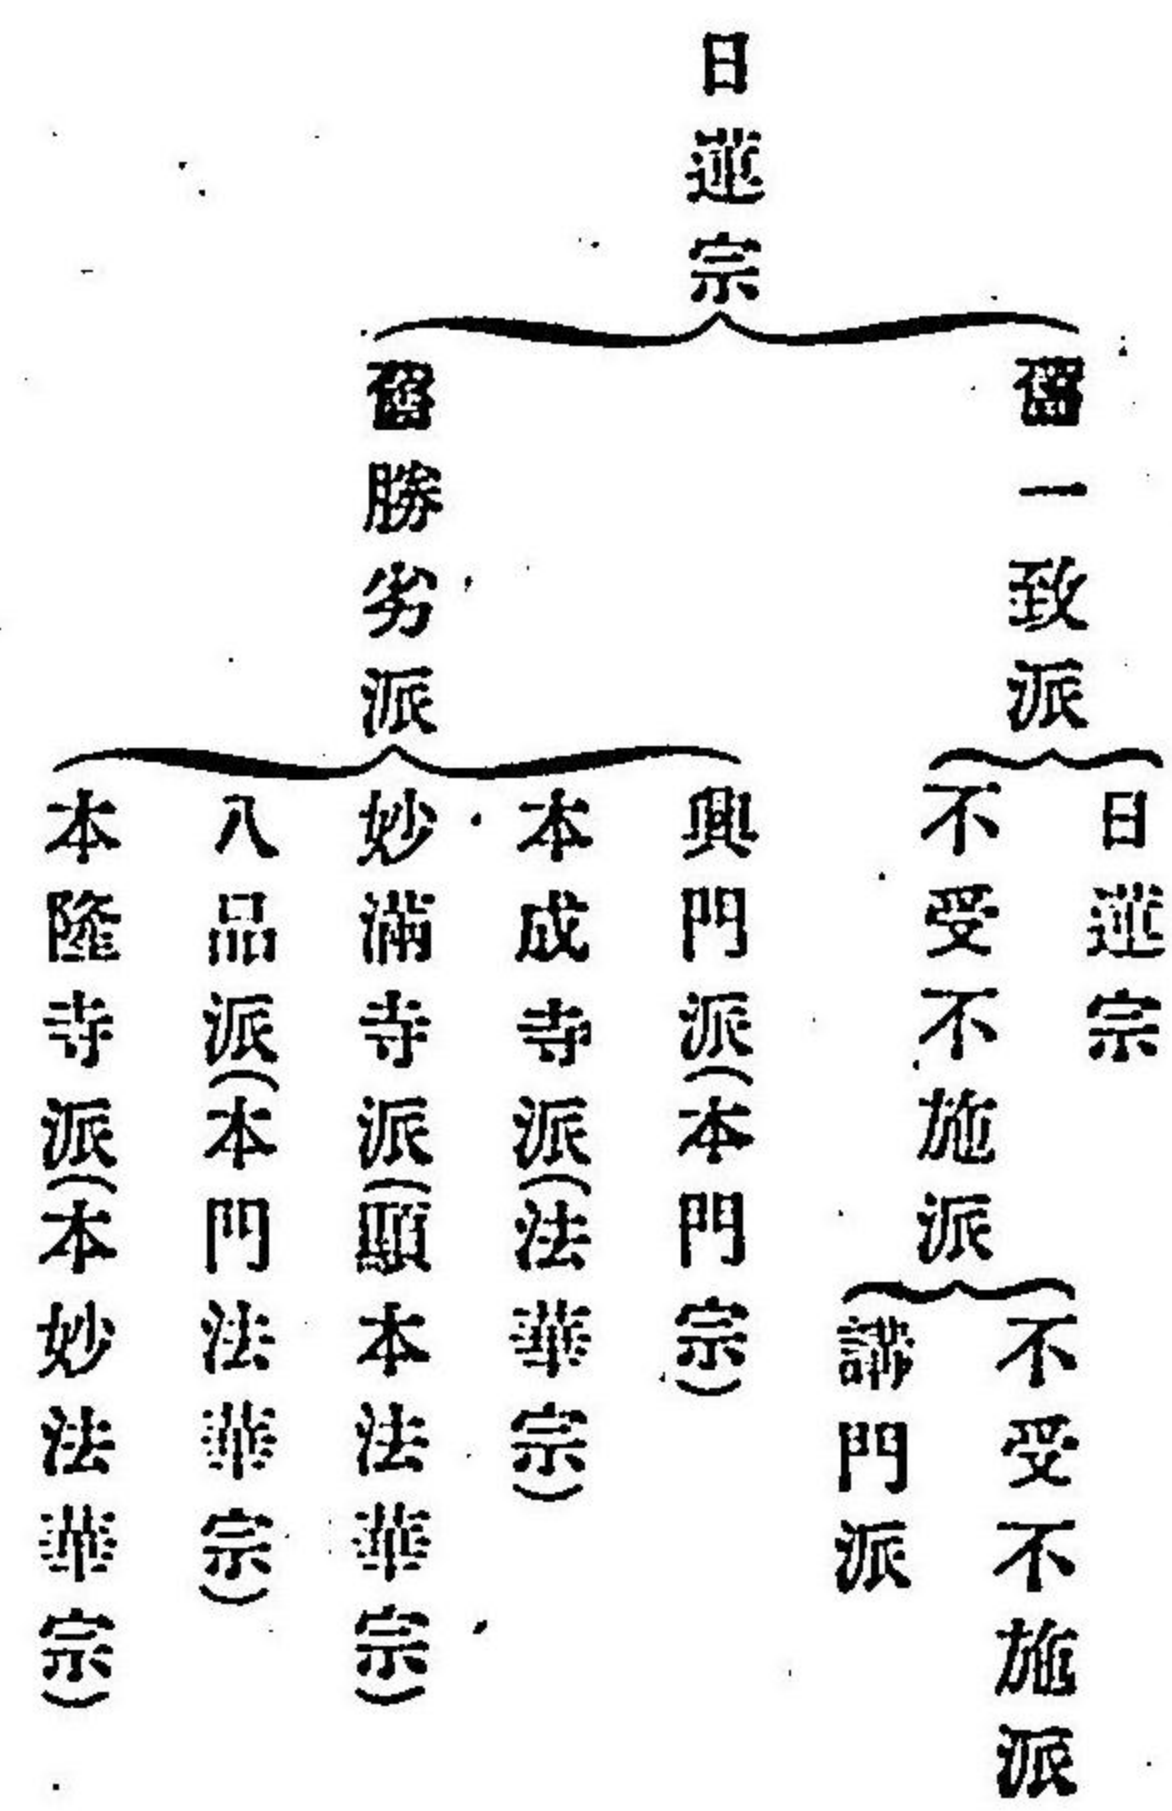 日蓮宗
舊一致派
日蓮宗
不受不施派
不受不施派
講門派
舊勝劣派
興門派(本門宗)
本成寺派(法華宗)
妙滿寺派(顯本法華宗)
八品派(本門法華宗)
本隆寺派(本妙法華宗)